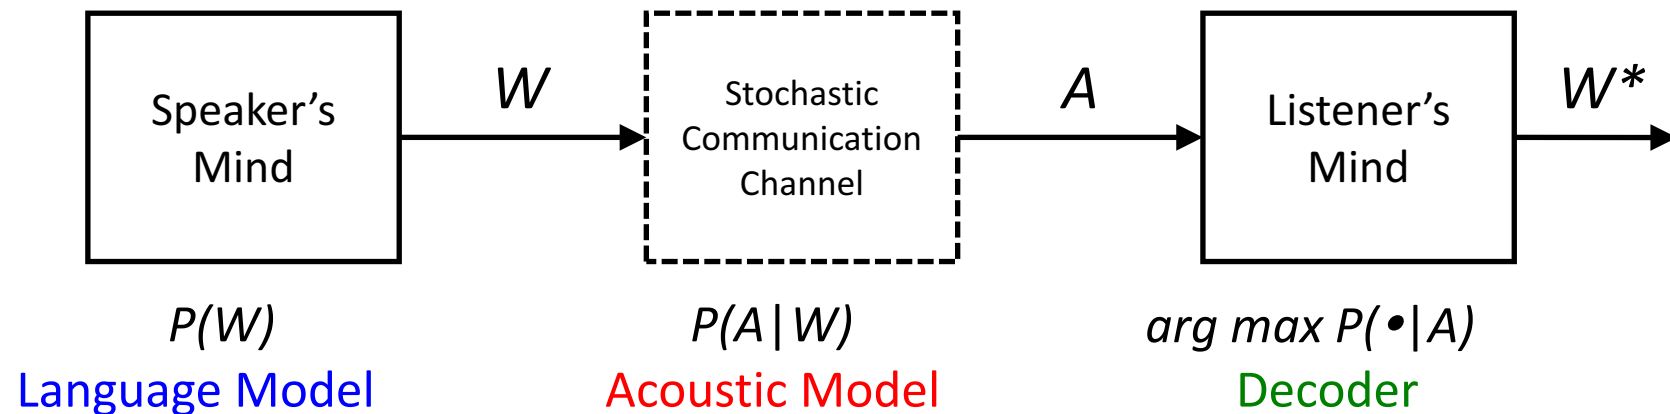 Speaker’s
Mind
W
Stochastic
Communication
Channel
A
Listener’s
Mind
W*
P(W)
Language Model
P(A|W)
Acoustic Model
arg max P(•|A)
Decoder